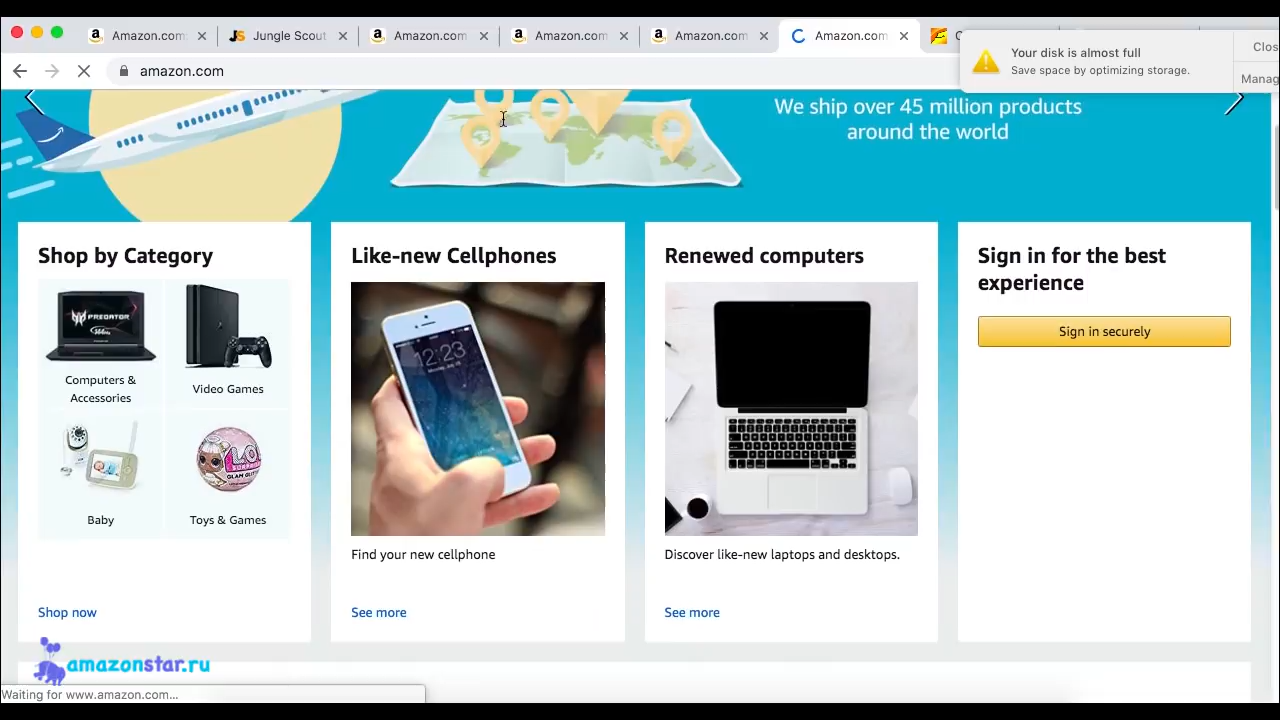 Amazon.com:
Jungle Scout
Amazon.com
Amazon.com
Amazon.com
Amazon.com
Your disk is almost full
Save space by optimizing storage.
Clos
Manag
amazon.com
We ship over 45 million products
around the world
Shop by Category
PREDATOR
Computers &
Accessories
Video Games
Baby
Toys & Games
Shop now
Like-new Cellphones
12:23
Find your new cellphone
See more
Renewed computers
Discover like-new laptops and desktops.
See more
Sign in for the best
experience
Sign in securely
amazonstar.ru
Waiting for www.amazon.com...